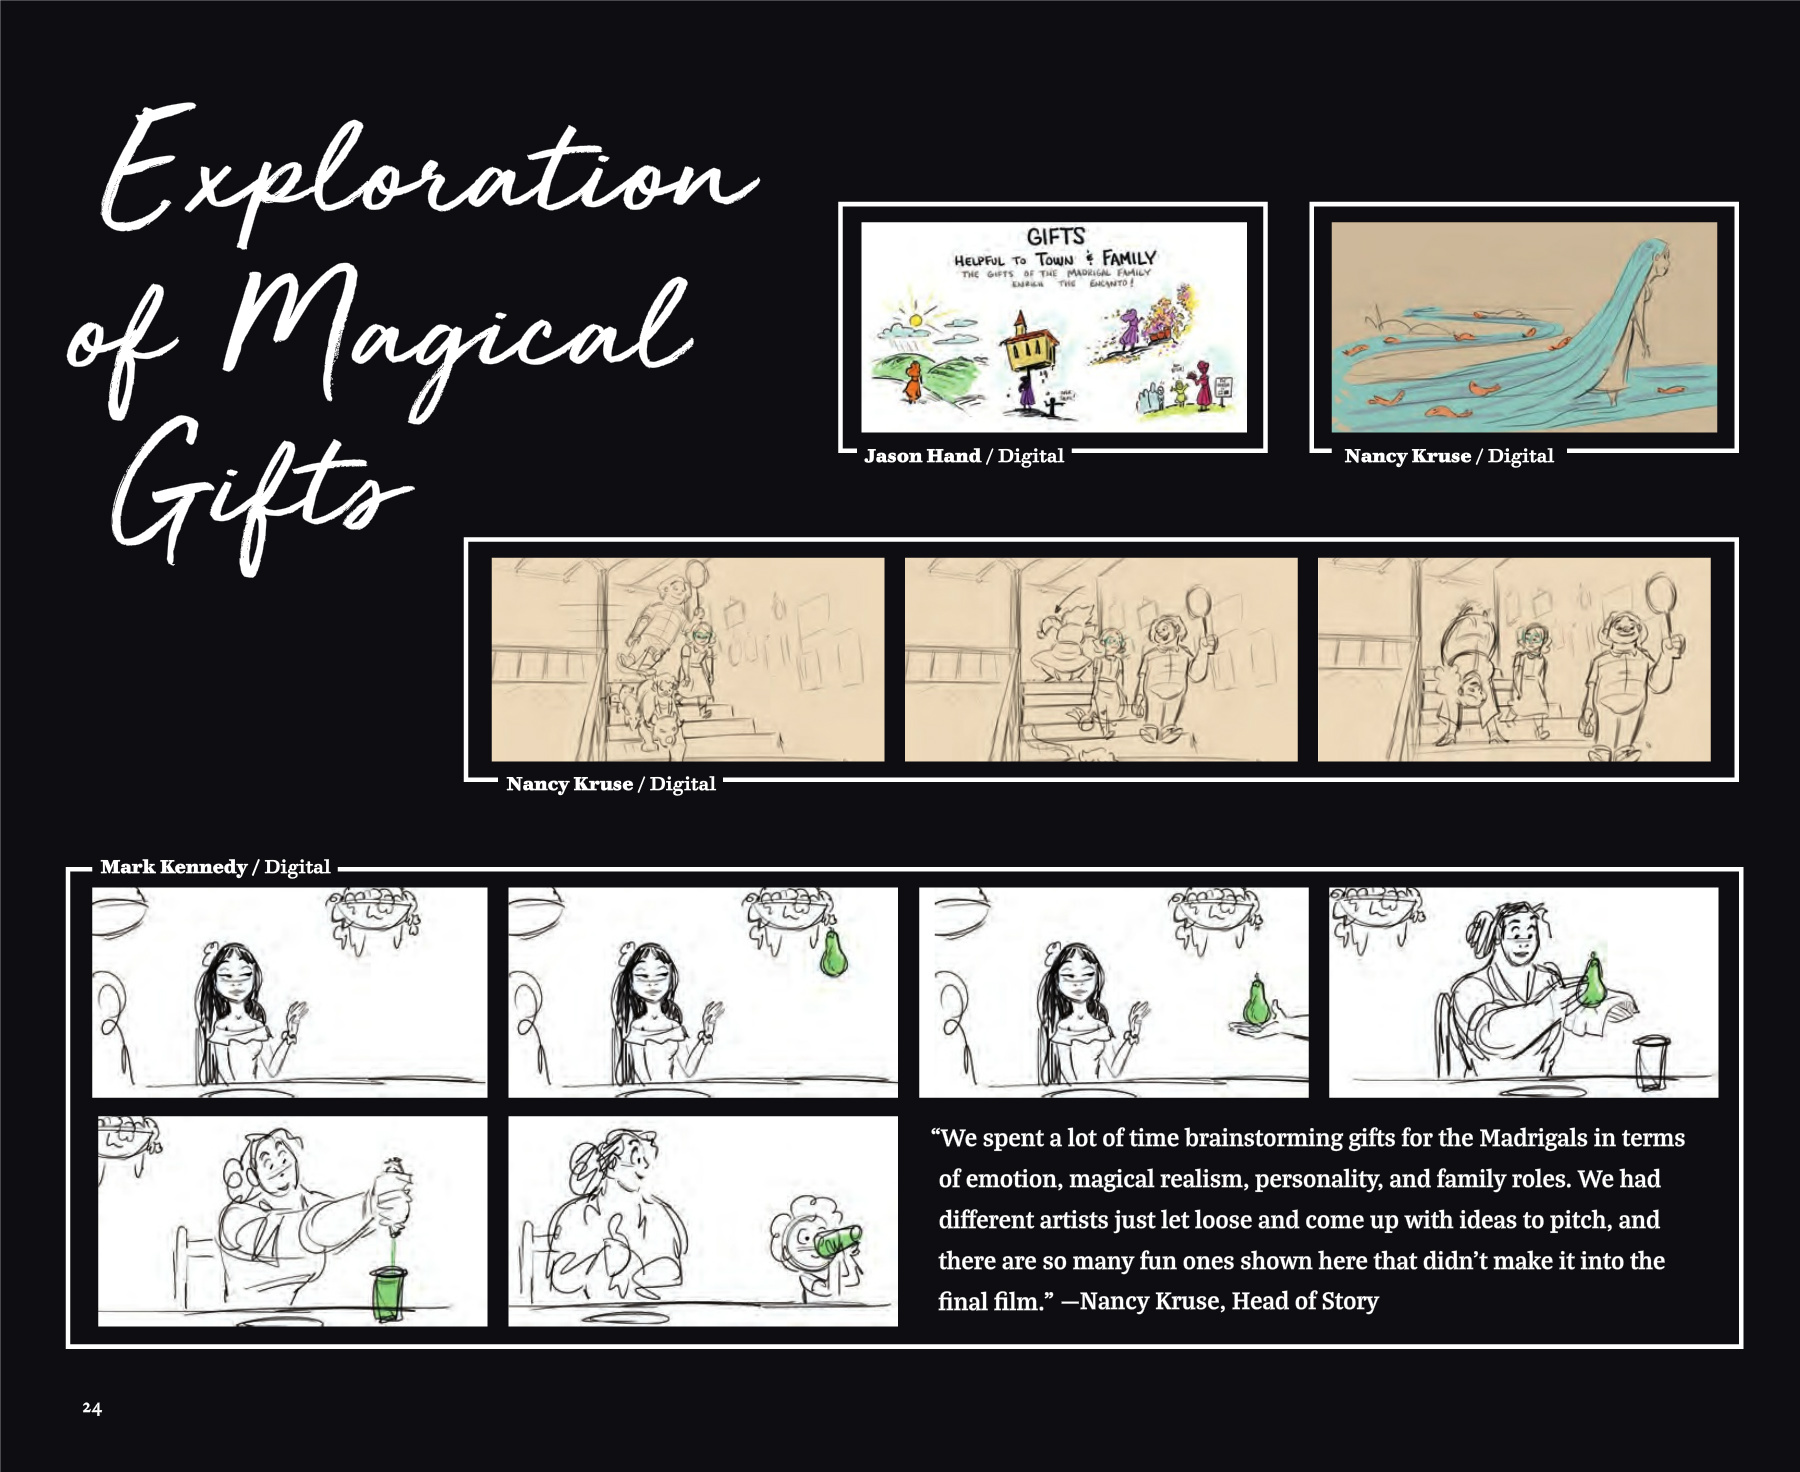 Exploration
of Magical
Gifts
GIFTS
HELPFUL TO TOWN & FAMILY
THE GIFTS OF THE MADRIGAL FAMILY
ENRICH THE ENCANTO!
Jason Hand / Digital
Nancy Kruse / Digital
Nancy Kruse / Digital
Mark Kennedy / Digital
“We spent a lot of time brainstorming gifts for the Madrigals in terms
of emotion, magical realism, personality, and family roles. We had
different artists just let loose and come up with ideas to pitch, and
there are so many fun ones shown here that didn’t make it into the
final film.” —Nancy Kruse, Head of Story
24